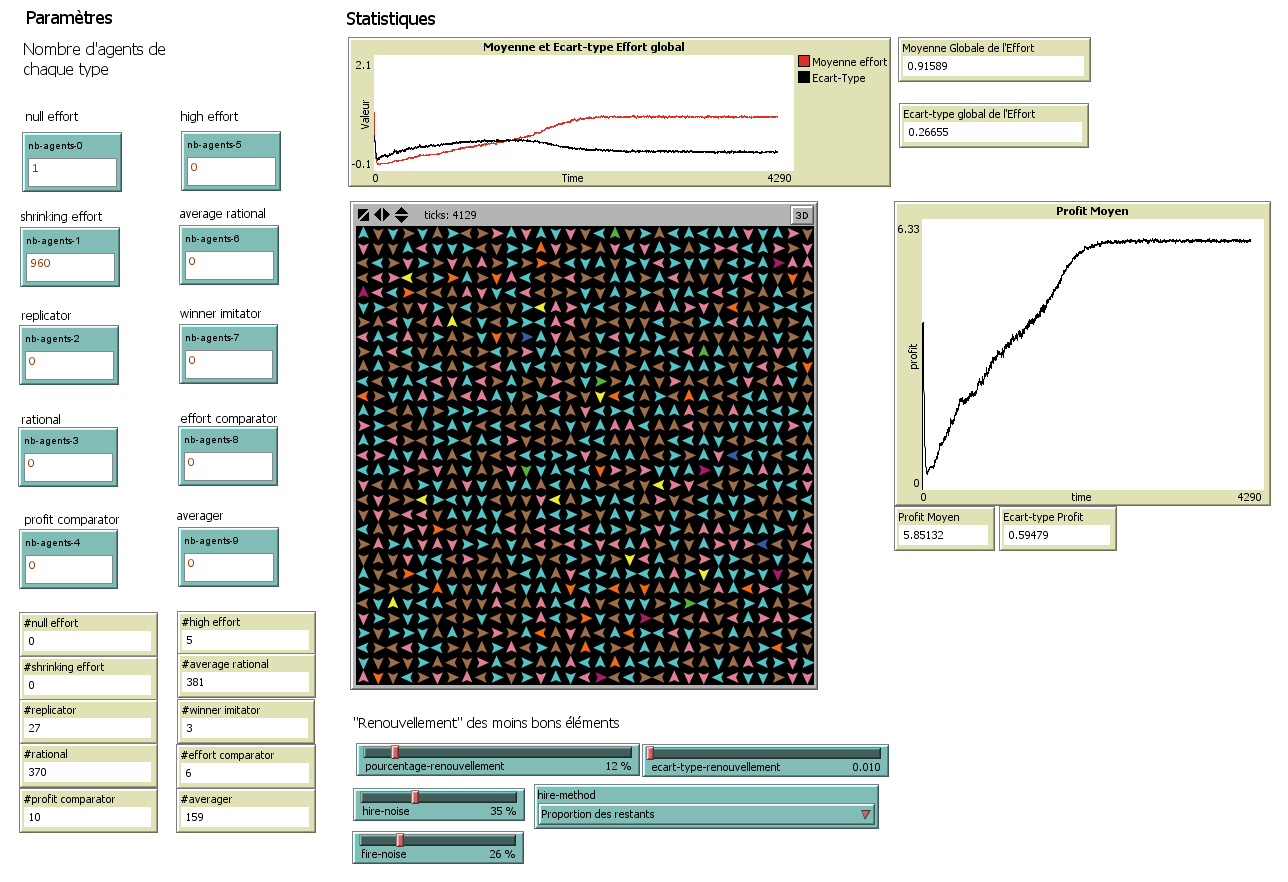 Paramètres
Nombre d'agents de
chaque type
null effort
nb-agents-0
1
high effort
nb-agents-5
0
shrinking effort
nb-agents-1
960
average rational
nb-agents-6
0
replicator
nb-agents-2
0
winner imitator
nb-agents-7
0
rational
nb-agents-3
0
effort comparator
nb-agents-8
0
profit comparator
nb-agents-4
0
averager
nb-agents-9
0
#null effort
0
#high effort
5
#shrinking effort
0
#average rational
381
#replicator
27
#winner imitator
3
#rational
370
#effort comparator
6
#profit comparator
10
#averager
159
Statistiques
Moyenne et Ecart-type Effort global
2.1
Valeur
-0.1
0
Time
4290
Moyenne effort
Ecart-Type
Moyenne Globale de l'Effort
0.91589
Ecart-type global de l'Effort
0.26655
ticks: 4129
3D
Profit Moyen
6.33
profit
0
0
time
4290
Profit Moyen
5.85132
Ecart-type Profit
0.59479
"Renouvellement" des moins bons éléments
pourcentage-renouvellement 12 %
ecart-type-renouvellement 0.010
hire-noise 35 %
hire-method
Proportion des restants
fire-noise 26 %